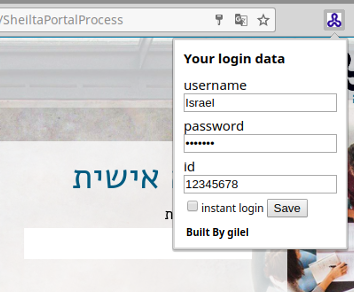 /SheiltaPortalProcess
Your login data
username
Israel
password
•••••••
id
12345678
instant login Save
Built By gilel
אישית
ת